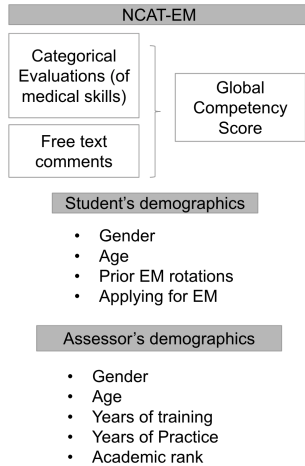 NCAT-EM
Categorical
Evaluations (of
medical skills)
Free text
comments
Global
Competency
Score
Student's demographics
• Gender
• Age
• Prior EM rotations
• Applying for EM
Assessor's demographics
• Gender
• Age
• Years of training
• Years of Practice
• Academic rank